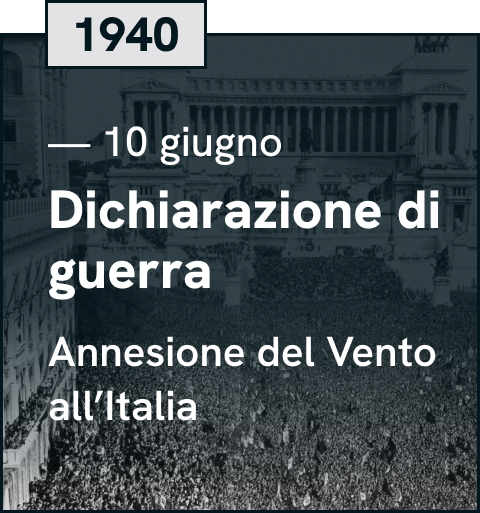 1940
— 10 giugno
Dichiarazione di
guerra
Annesione del Vento
all’Italia